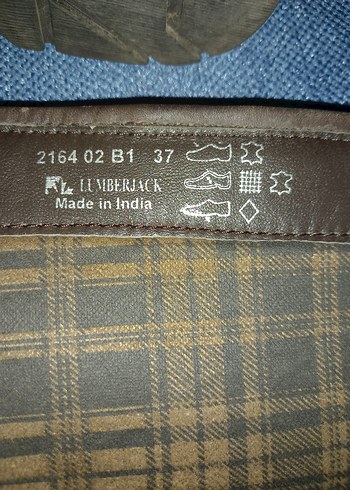 2164 02 B1 37
LUMBERJACK
Made in India